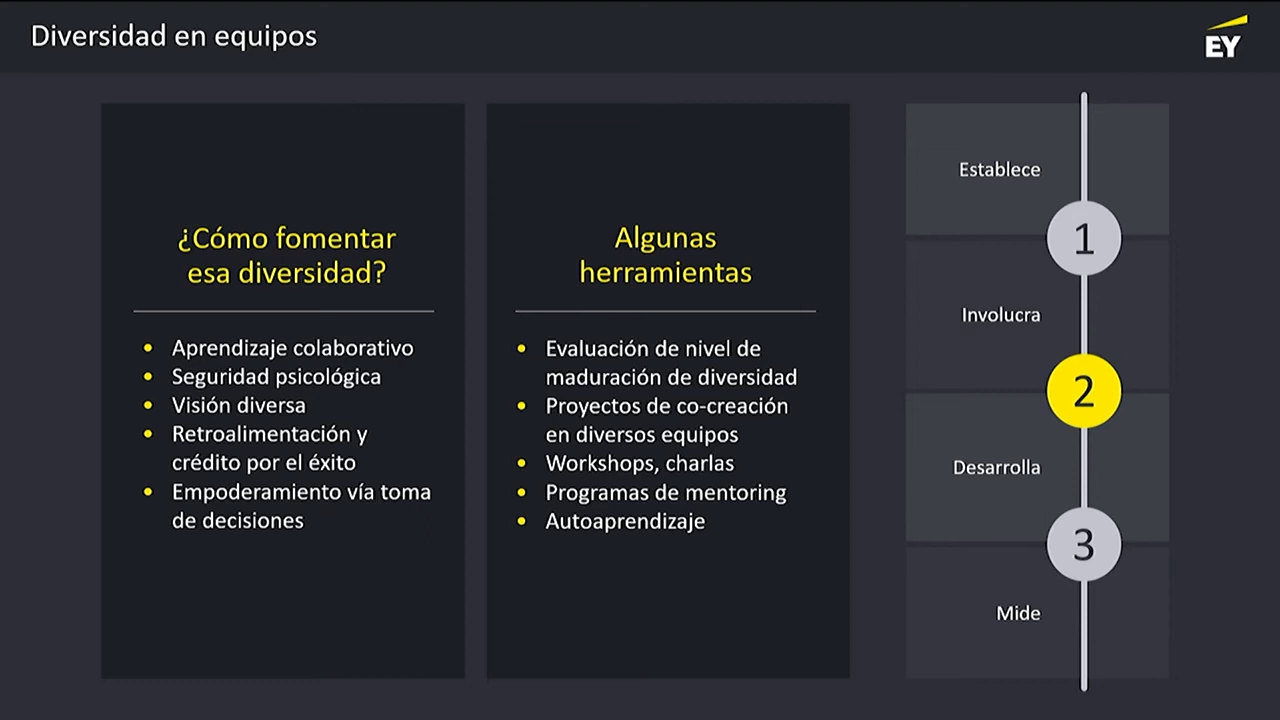 Diversidad en equipos
EY
¿Cómo fomentar
esa diversidad?
• Aprendizaje colaborativo
• Seguridad psicológica
• Visión diversa
• Retroalimentación y
crédito por el éxito
• Empoderamiento vía toma
de decisiones
Algunas
herramientas
• Evaluación de nivel de
maduración de diversidad
• Proyectos de co-creación
en diversos equipos
• Workshops, charlas
• Programas de mentoring
• Autoaprendizaje
Establece
1
Involucra
2
Desarrolla
3
Mide